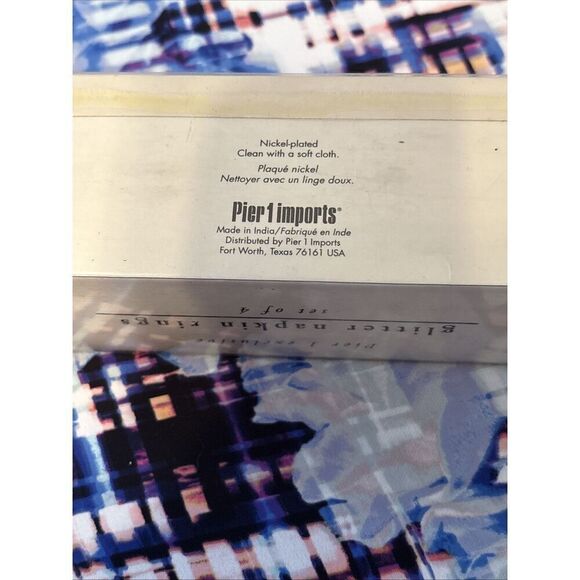 Nickel-plated
Clean with a soft cloth.
Plaqué nickel
Nettoyer avec un linge doux.
Pier 1 imports®
Made in India/Fabriqué en Inde
Distributed by Pier 1 Imports
Fort Worth, Texas 76161 USA
Pier 1 exclusive
glitter napkin rings
set of 4